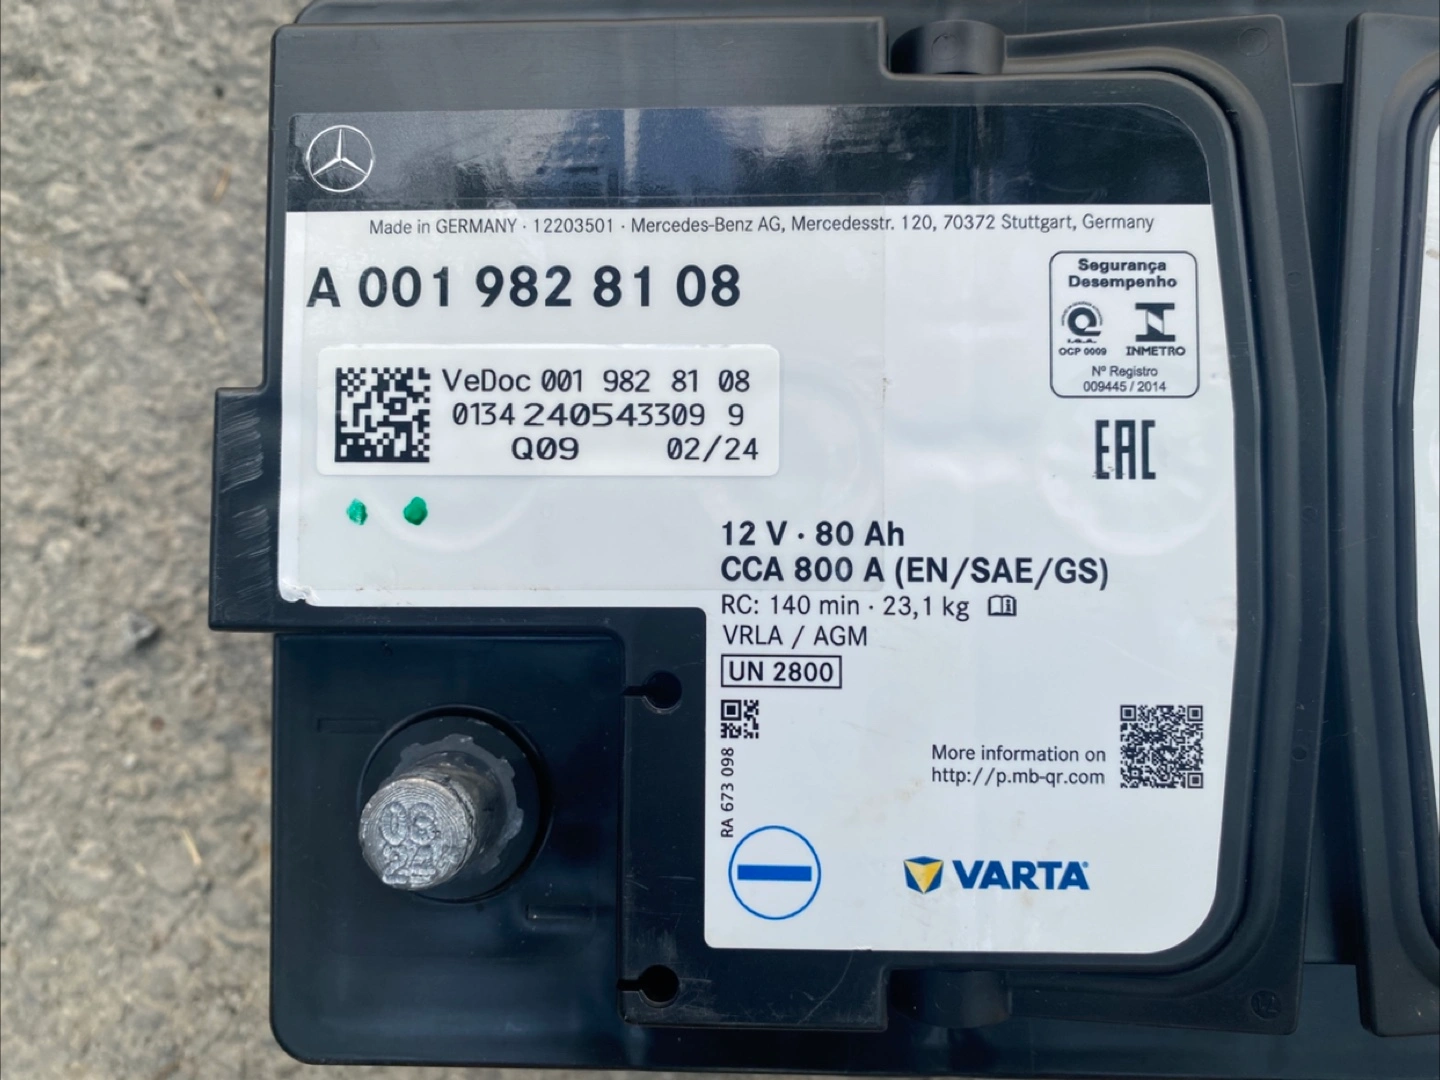 Made in GERMANY · 12203501 · Mercedes-Benz AG, Mercedesstr. 120, 70372 Stuttgart, Germany
A 001 982 81 08
Segurança
Desempenho
OCP 0009 INMETRO
Nº Registro
009445 / 2014
VeDoc 001 982 81 08
0134 240543309 9
Q09 02/24
EAC
12 V · 80 Ah
CCA 800 A (EN/SAE/GS)
RC: 140 min · 23,1 kg
VRLA / AGM
UN 2800
RA 673 098
More information on
http://p.mb-qr.com
VARTA